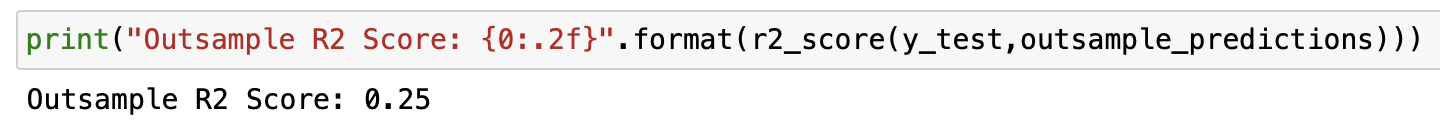 print("Outsample R2 Score: {0:.2f}".format(r2_score(y_test,outsample_predictions)))
Outsample R2 Score: 0.25